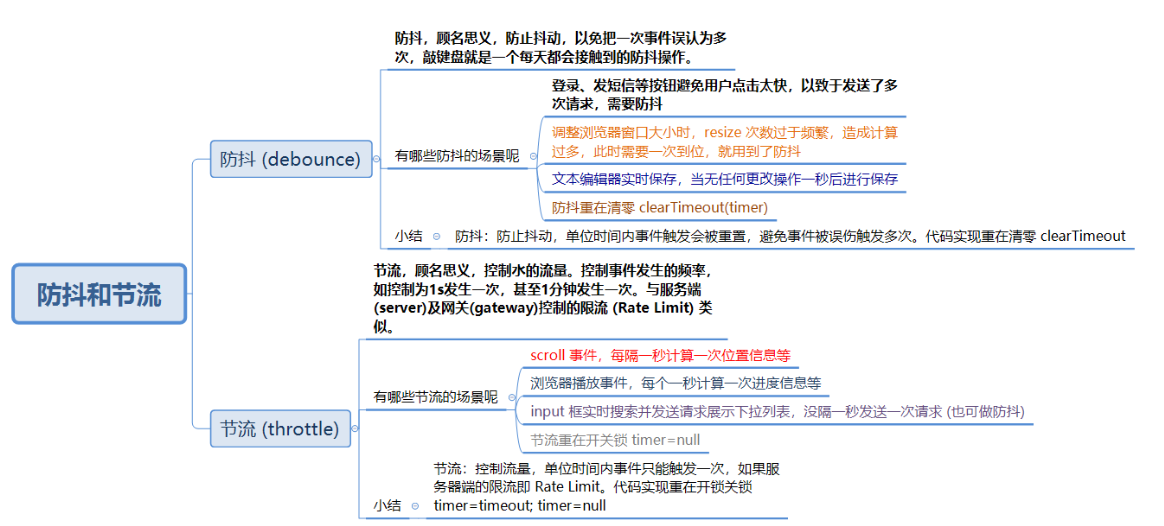 防抖和节流
防抖 (debounce)
防抖，顾名思义，防止抖动，以免把一次事件误认为多
次，敲键盘就是一个每天都会接触到的防抖操作。
有哪些防抖的场景呢
登录、发短信等按钮避免用户点击太快，以致于发送了多
次请求，需要防抖
调整浏览器窗口大小时，resize 次数过于频繁，造成计算
过多，此时需要一次到位，就用到了防抖
文本编辑器实时保存，当无任何更改操作一秒后进行保存
防抖重在清零 clearTimeout(timer)
小结
防抖：防止抖动，单位时间内事件触发会被重置，避免事件被误伤触发多次。代码实现重在清零 clearTimeout
节流 (throttle)
节流，顾名思义，控制水的流量。控制事件发生的频率，
如控制为1s发生一次，甚至1分钟发生一次。与服务端
(server)及网关(gateway)控制的限流 (Rate Limit) 类
似。
有哪些节流的场景呢
scroll 事件，每隔一秒计算一次位置信息等
浏览器播放事件，每个一秒计算一次进度信息等
input 框实时搜索并发送请求展示下拉列表，没隔一秒发送一次请求 (也可做防抖)
节流重在开关锁 timer=null
小结
节流：控制流量，单位时间内事件只能触发一次，如果服
务器端的限流即 Rate Limit。代码实现重在开锁关锁
timer=timeout; timer=null